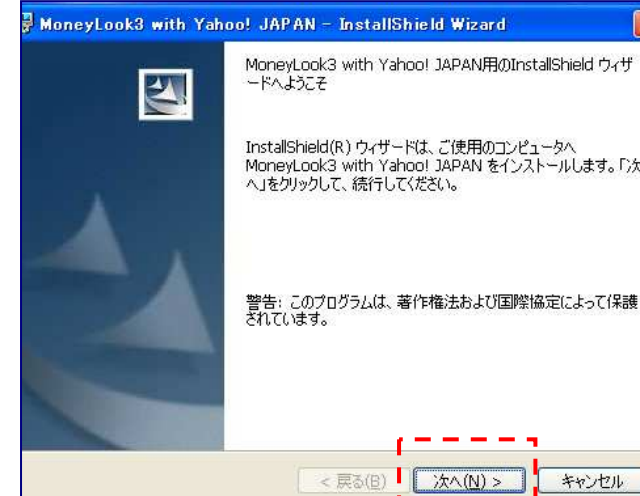 MoneyLook3 with Yahoo! JAPAN - InstallShield Wizard
MoneyLook3 with Yahoo! JAPAN用のInstallShield ウィザ
ードへようこそ
InstallShield(R) ウィザードは、ご使用のコンピュータへ
MoneyLook3 with Yahoo! JAPAN をインストールします。「次
へ」をクリックして、続行してください。
警告: このプログラムは、著作権法および国際協定によって保護
されています。
< 戻る(B)
次へ(N) >
キャンセル